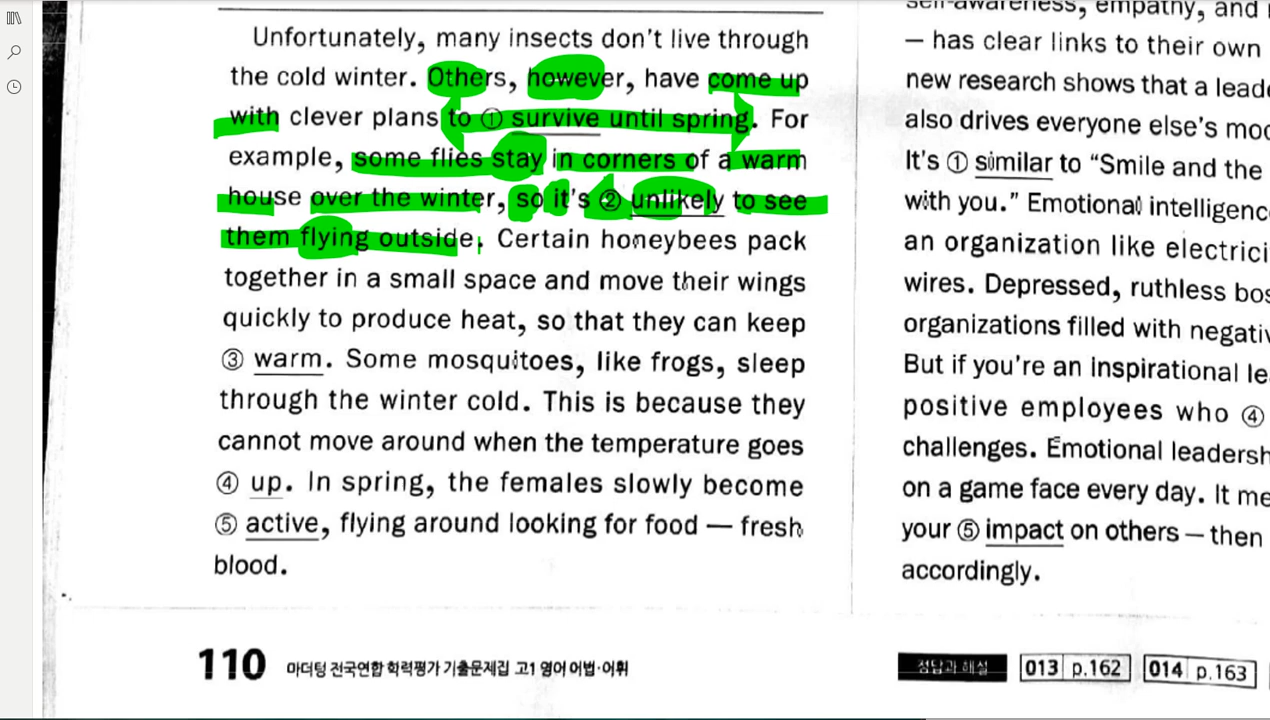 Unfortunately, many insects don't live through
the cold winter. Others, however, have come up
with clever plans to ① survive until spring. For
example, some flies stay in corners of a warm
house over the winter, so it's ② unlikely to see
them flying outside. Certain honeybees pack
together in a small space and move their wings
quickly to produce heat, so that they can keep
③ warm. Some mosquitoes, like frogs, sleep
through the winter cold. This is because they
cannot move around when the temperature goes
④ up. In spring, the females slowly become
⑤ active, flying around looking for food — fresh
blood.
self-awareness, empathy, and
— has clear links to their own
new research shows that a
also drives everyone else's
It's ① similar to "Smile and the
with you." Emotional
an organization like
wires. Depressed, ruthless
organizations filled with
But if you're an inspirational
positive employees who ④
challenges. Emotional
on a game face every day. It
your ⑤ impact on others — then
accordingly.
110 마더텅 전국연합 학력평가 기출문제집 고1 영어 어법·어휘
정답과 해설 013 p.162 014 p.163